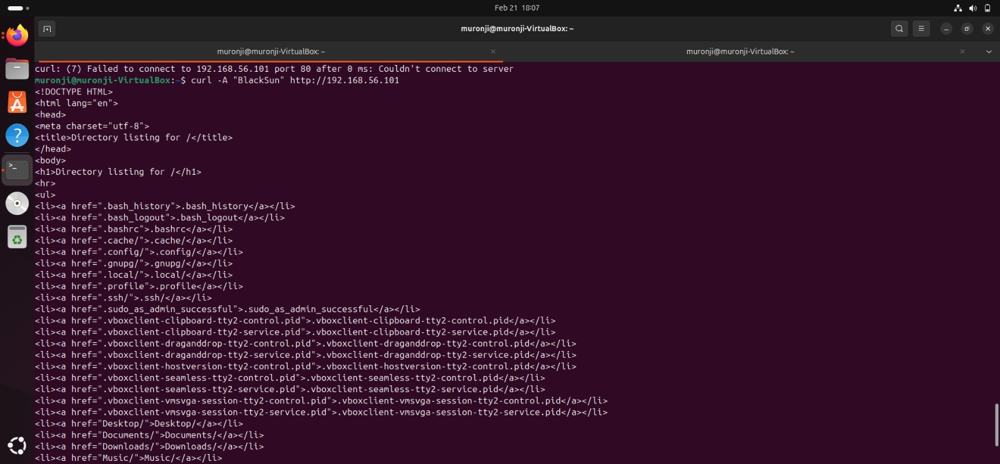 Feb 21 18:07
muronji@muronji-VirtualBox: ~
muronji@muronji-VirtualBox: ~
muronji@muronji-VirtualBox: ~
curl: (7) Failed to connect to 192.168.56.101 port 80 after 0 ms: Couldn't connect to server
muronji@muronji-VirtualBox:~$ curl -A "BlackSun" http://192.168.56.101
<!DOCTYPE HTML>
<html lang="en">
<head>
<meta charset="utf-8">
<title>Directory listing for /</title>
</head>
<body>
<h1>Directory listing for /</h1>
<hr>
<ul>
<li><a href=".bash_history">.bash_history</a></li>
<li><a href=".bash_logout">.bash_logout</a></li>
<li><a href=".bashrc">.bashrc</a></li>
<li><a href=".cache/">.cache/</a></li>
<li><a href=".config/">.config/</a></li>
<li><a href=".gnupg/">.gnupg/</a></li>
<li><a href=".local/">.local/</a></li>
<li><a href=".profile">.profile</a></li>
<li><a href=".ssh/">.ssh/</a></li>
<li><a href=".sudo_as_admin_successful">.sudo_as_admin_successful</a></li>
<li><a href=".vboxclient-clipboard-tty2-control.pid">.vboxclient-clipboard-tty2-control.pid</a></li>
<li><a href=".vboxclient-clipboard-tty2-service.pid">.vboxclient-clipboard-tty2-service.pid</a></li>
<li><a href=".vboxclient-draganddrop-tty2-control.pid">.vboxclient-draganddrop-tty2-control.pid</a></li>
<li><a href=".vboxclient-draganddrop-tty2-service.pid">.vboxclient-draganddrop-tty2-service.pid</a></li>
<li><a href=".vboxclient-hostversion-tty2-control.pid">.vboxclient-hostversion-tty2-control.pid</a></li>
<li><a href=".vboxclient-seamless-tty2-control.pid">.vboxclient-seamless-tty2-control.pid</a></li>
<li><a href=".vboxclient-seamless-tty2-service.pid">.vboxclient-seamless-tty2-service.pid</a></li>
<li><a href=".vboxclient-vmsvga-session-tty2-control.pid">.vboxclient-vmsvga-session-tty2-control.pid</a></li>
<li><a href=".vboxclient-vmsvga-session-tty2-service.pid">.vboxclient-vmsvga-session-tty2-service.pid</a></li>
<li><a href="Desktop/">Desktop/</a></li>
<li><a href="Documents/">Documents/</a></li>
<li><a href="Downloads/">Downloads/</a></li>
<li><a href="Music/">Music/</a></li>